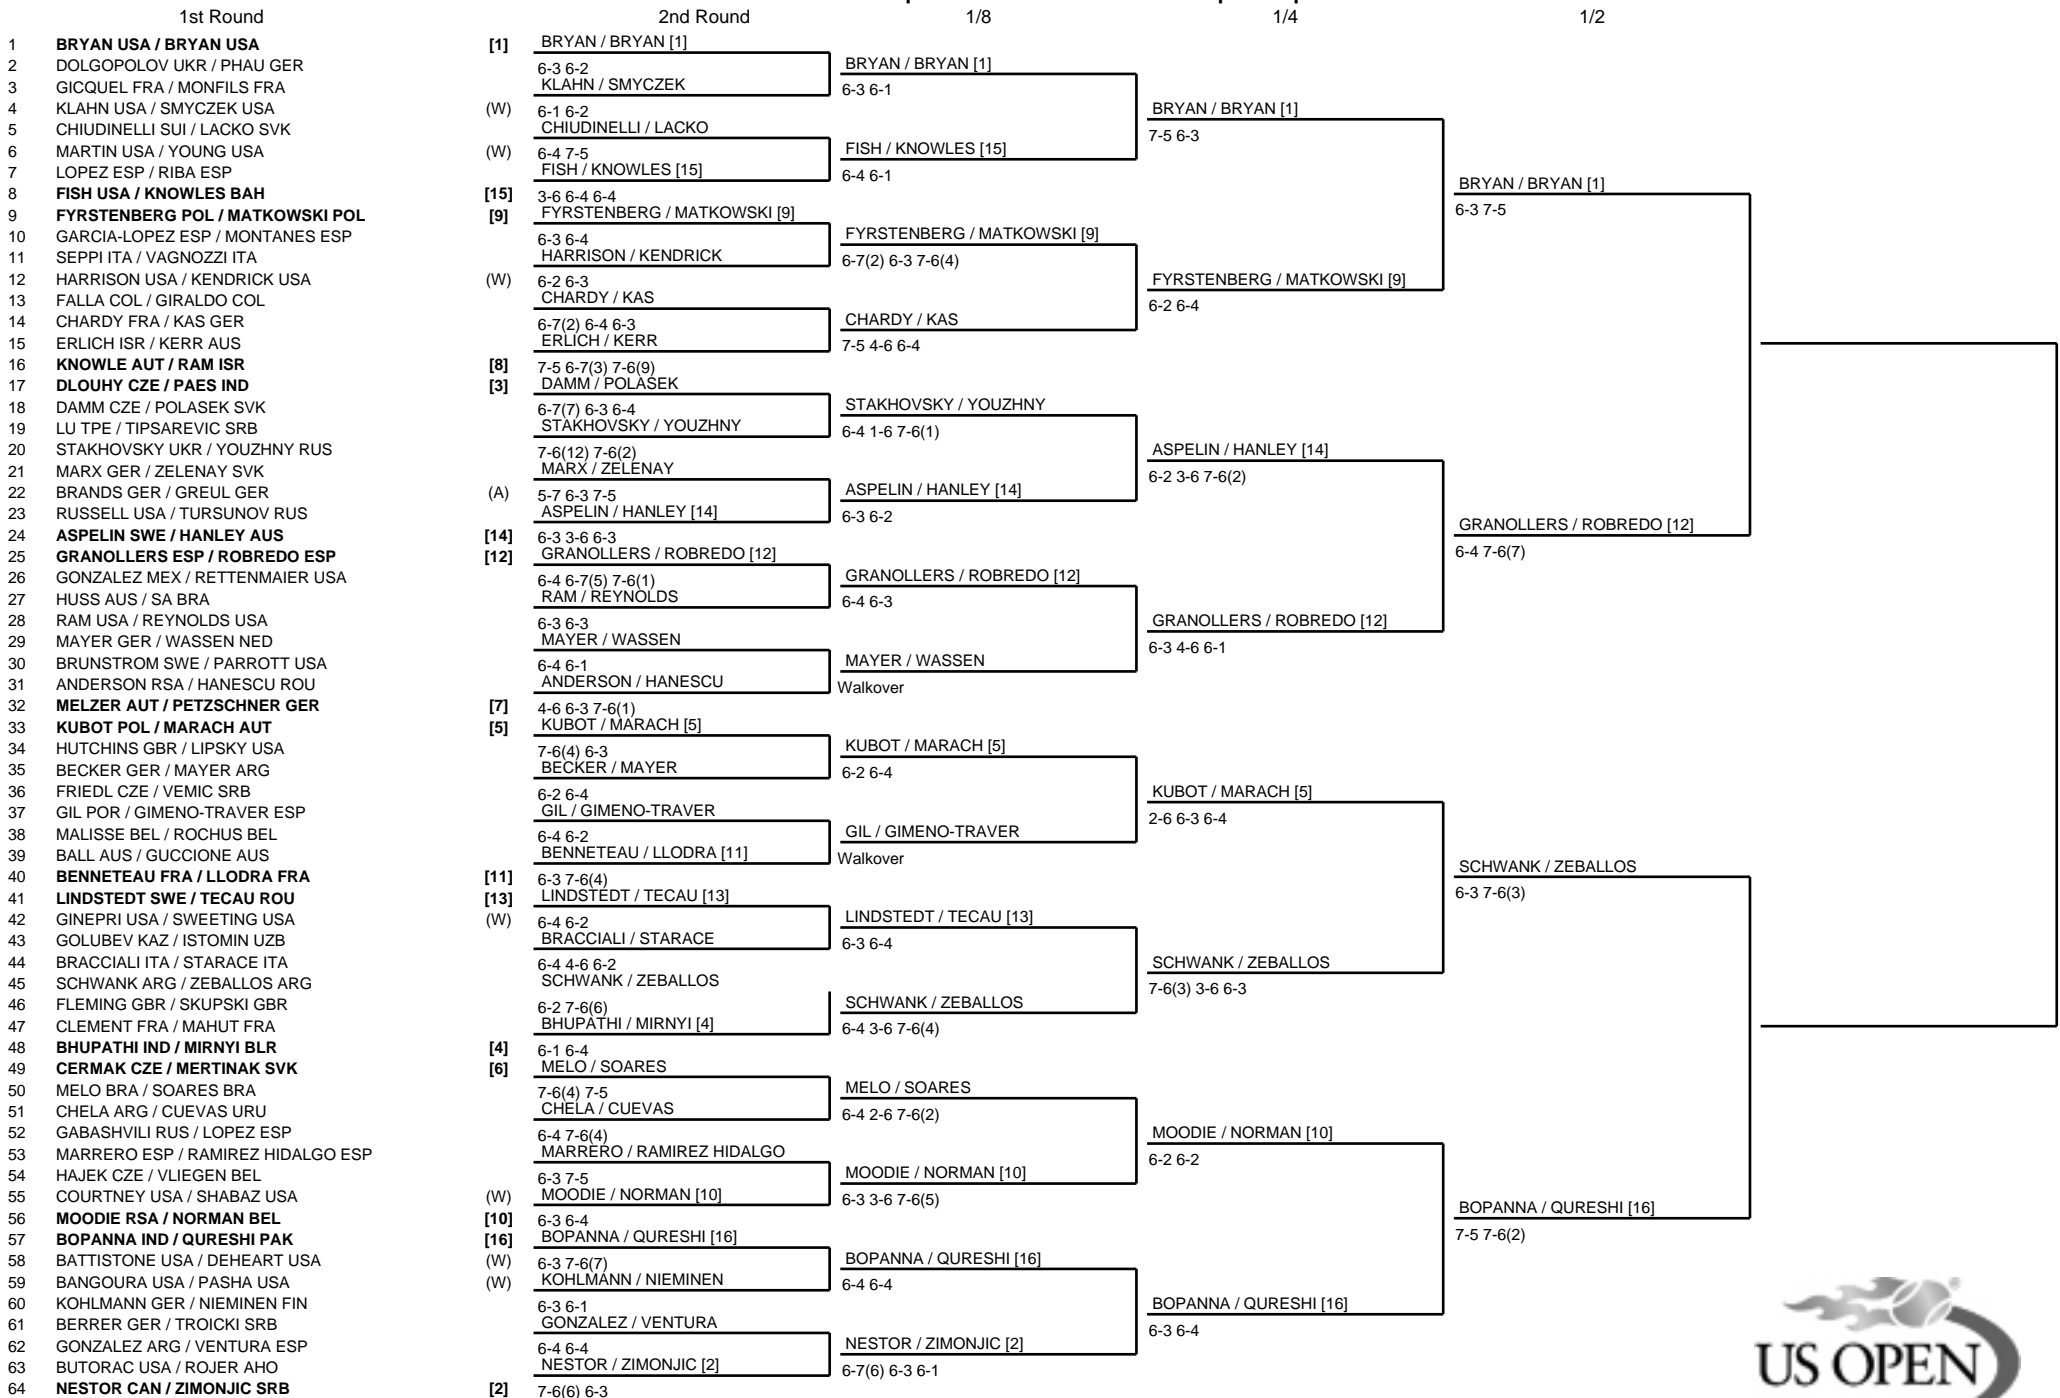 1st Round 2nd Round 1/8 1/4 1/2
1 BRYAN USA / BRYAN USA [1]
2 DOLGOPOLOV UKR / PHAU GER
3 GICQUEL FRA / MONFILS FRA
4 KLAHN USA / SMYCZEK USA (W)
5 CHIUDINELLI SUI / LACKO SVK
6 MARTIN USA / YOUNG USA (W)
7 LOPEZ ESP / RIBA ESP
8 FISH USA / KNOWLES BAH [15]
9 FYRSTENBERG POL / MATKOWSKI POL [9]
10 GARCIA-LOPEZ ESP / MONTANES ESP
11 SEPPI ITA / VAGNOZZI ITA
12 HARRISON USA / KENDRICK USA (W)
13 FALLA COL / GIRALDO COL
14 CHARDY FRA / KAS GER
15 ERLICH ISR / KERR AUS
16 KNOWLE AUT / RAM ISR [8]
17 DLOUHY CZE / PAES IND [3]
18 DAMM CZE / POLASEK SVK
19 LU TPE / TIPSAREVIC SRB
20 STAKHOVSKY UKR / YOUZHNY RUS
21 MARX GER / ZELENAY SVK
22 BRANDS GER / GREUL GER (A)
23 RUSSELL USA / TURSUNOV RUS
24 ASPELIN SWE / HANLEY AUS [14]
25 GRANOLLERS ESP / ROBREDO ESP [12]
26 GONZALEZ MEX / RETTENMAIER USA
27 HUSS AUS / SA BRA
28 RAM USA / REYNOLDS USA
29 MAYER GER / WASSEN NED
30 BRUNSTROM SWE / PARROTT USA
31 ANDERSON RSA / HANESCU ROU
32 MELZER AUT / PETZSCHNER GER [7]
33 KUBOT POL / MARACH AUT [5]
34 HUTCHINS GBR / LIPSKY USA
35 BECKER GER / MAYER ARG
36 FRIEDL CZE / VEMIC SRB
37 GIL POR / GIMENO-TRAVER ESP
38 MALISSE BEL / ROCHUS BEL
39 BALL AUS / GUCCIONE AUS
40 BENNETEAU FRA / LLODRA FRA [11]
41 LINDSTEDT SWE / TECAU ROU [13]
42 GINEPRI USA / SWEETING USA (W)
43 GOLUBEV KAZ / ISTOMIN UZB
44 BRACCIALI ITA / STARACE ITA
45 SCHWANK ARG / ZEBALLOS ARG
46 FLEMING GBR / SKUPSKI GBR
47 CLEMENT FRA / MAHUT FRA
48 BHUPATHI IND / MIRNYI BLR [4]
49 CERMAK CZE / MERTINAK SVK [6]
50 MELO BRA / SOARES BRA
51 CHELA ARG / CUEVAS URU
52 GABASHVILI RUS / LOPEZ ESP
53 MARRERO ESP / RAMIREZ HIDALGO ESP
54 HAJEK CZE / VLIEGEN BEL
55 COURTNEY USA / SHABAZ USA (W)
56 MOODIE RSA / NORMAN BEL [10]
57 BOPANNA IND / QURESHI PAK [16]
58 BATTISTONE USA / DEHEART USA (W)
59 BANGOURA USA / PASHA USA (W)
60 KOHLMANN GER / NIEMINEN FIN
61 BERRER GER / TROICKI SRB
62 GONZALEZ ARG / VENTURA ESP
63 BUTORAC USA / ROJER AHO
64 NESTOR CAN / ZIMONJIC SRB [2]
BRYAN / BRYAN [1]
6-3 6-2
KLAHN / SMYCZEK
6-1 6-2
CHIUDINELLI / LACKO
6-4 7-5
FISH / KNOWLES [15]
3-6 6-4 6-4
FYRSTENBERG / MATKOWSKI [9]
6-3 6-4
HARRISON / KENDRICK
6-2 6-3
CHARDY / KAS
6-7(2) 6-4 6-3
ERLICH / KERR
7-5 6-7(3) 7-6(9)
DAMM / POLASEK
6-7(7) 6-3 6-4
STAKHOVSKY / YOUZHNY
7-6(12) 7-6(2)
MARX / ZELENAY
5-7 6-3 7-5
ASPELIN / HANLEY [14]
6-3 3-6 6-3
GRANOLLERS / ROBREDO [12]
6-4 6-7(5) 7-6(1)
RAM / REYNOLDS
6-3 6-3
MAYER / WASSEN
6-4 6-1
ANDERSON / HANESCU
4-6 6-3 7-6(1)
KUBOT / MARACH [5]
7-6(4) 6-3
BECKER / MAYER
6-2 6-4
GIL / GIMENO-TRAVER
6-4 6-2
BENNETEAU / LLODRA [11]
6-3 7-6(4)
LINDSTEDT / TECAU [13]
6-4 6-2
BRACCIALI / STARACE
6-4 4-6 6-2
SCHWANK / ZEBALLOS
6-2 7-6(6)
BHUPATHI / MIRNYI [4]
6-1 6-4
MELO / SOARES
7-6(4) 7-5
CHELA / CUEVAS
6-4 7-6(4)
MARRERO / RAMIREZ HIDALGO
6-3 7-5
MOODIE / NORMAN [10]
6-3 6-4
BOPANNA / QURESHI [16]
6-3 7-6(7)
KOHLMANN / NIEMINEN
6-3 6-1
GONZALEZ / VENTURA
6-4 6-4
NESTOR / ZIMONJIC [2]
7-6(6) 6-3
BRYAN / BRYAN [1]
6-3 6-1
FISH / KNOWLES [15]
6-4 6-1
FYRSTENBERG / MATKOWSKI [9]
6-7(2) 6-3 7-6(4)
CHARDY / KAS
7-5 4-6 6-4
STAKHOVSKY / YOUZHNY
6-4 1-6 7-6(1)
ASPELIN / HANLEY [14]
6-3 6-2
GRANOLLERS / ROBREDO [12]
6-4 6-3
MAYER / WASSEN
Walkover
KUBOT / MARACH [5]
6-2 6-4
GIL / GIMENO-TRAVER
Walkover
LINDSTEDT / TECAU [13]
6-3 6-4
SCHWANK / ZEBALLOS
6-4 3-6 7-6(4)
MELO / SOARES
6-4 2-6 7-6(2)
MOODIE / NORMAN [10]
6-3 3-6 7-6(5)
BOPANNA / QURESHI [16]
6-4 6-4
NESTOR / ZIMONJIC [2]
6-7(6) 6-3 6-1
BRYAN / BRYAN [1]
7-5 6-3
FYRSTENBERG / MATKOWSKI [9]
6-2 6-4
ASPELIN / HANLEY [14]
6-2 3-6 7-6(2)
GRANOLLERS / ROBREDO [12]
6-3 4-6 6-1
KUBOT / MARACH [5]
2-6 6-3 6-4
SCHWANK / ZEBALLOS
7-6(3) 3-6 6-3
MOODIE / NORMAN [10]
6-2 6-2
BOPANNA / QURESHI [16]
6-3 6-4
BRYAN / BRYAN [1]
6-3 7-5
GRANOLLERS / ROBREDO [12]
6-4 7-6(7)
SCHWANK / ZEBALLOS
6-3 7-6(3)
BOPANNA / QURESHI [16]
7-5 7-6(2)
US OPEN